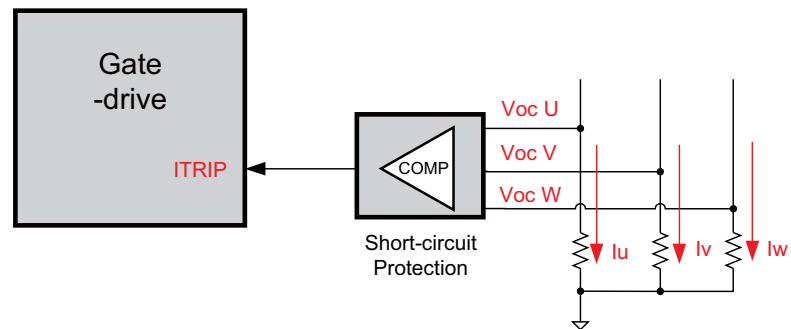 Gate
-drive
ITRIP
COMP
Short-circuit
Protection
Voc U
Voc V
Voc W
Iu
Iv
Iw